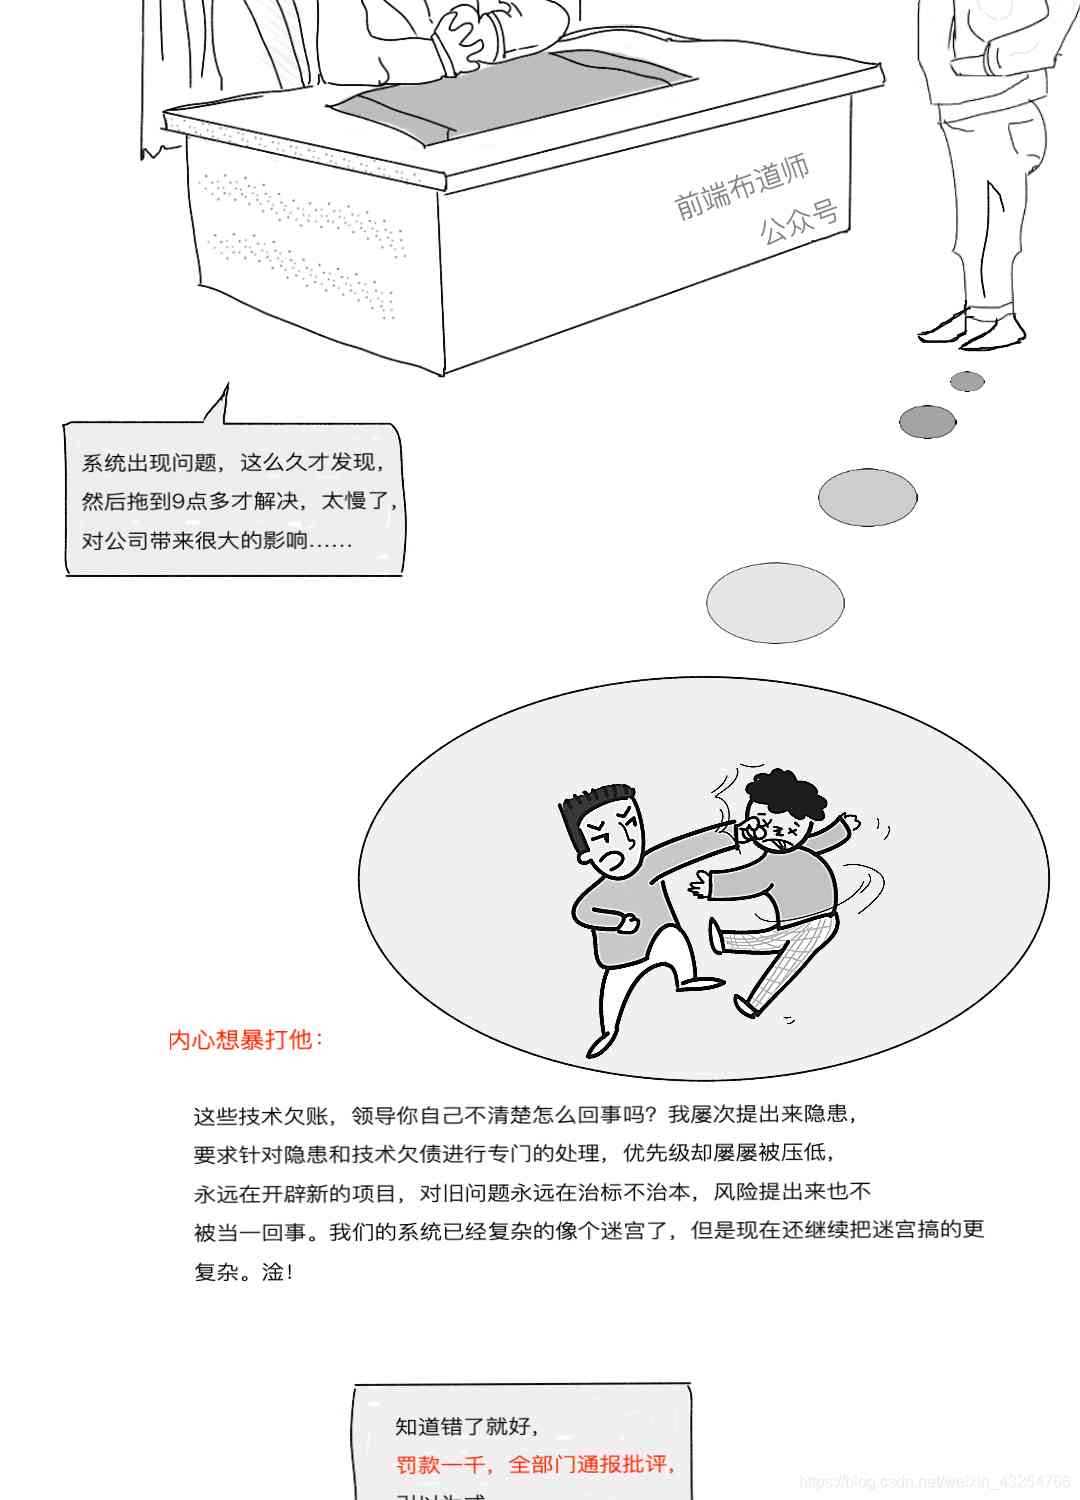 前端布道师
公众号
系统出现问题，这么久才发现，
然后拖到9点多才解决，太慢了，
对公司带来很大的影响......
内心想暴打他：
这些技术欠账，领导你自己不清楚怎么回事吗？我屡次提出来隐患，
要求针对隐患和技术欠债进行专门的处理，优先级却屡屡被压低，
永远在开辟新的项目，对旧问题永远在治标不治本，风险提出来也不
被当一回事。我们的系统已经复杂的像个迷宫了，但是现在还继续把迷宫搞的更
复杂。淦！
知道错了就好，
罚款一千，全部门通报批评，
https://blog.csdn.net/weixin_43254766